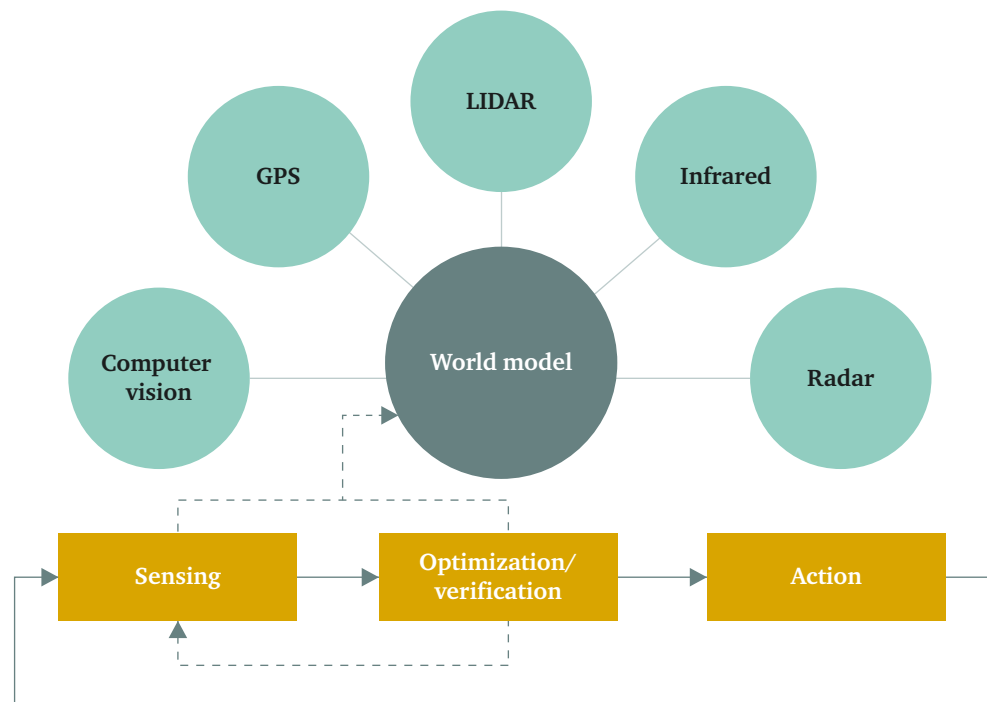 LIDAR
GPS
Infrared
World model
Computer
vision
Radar
Sensing
Optimization/
verification
Action